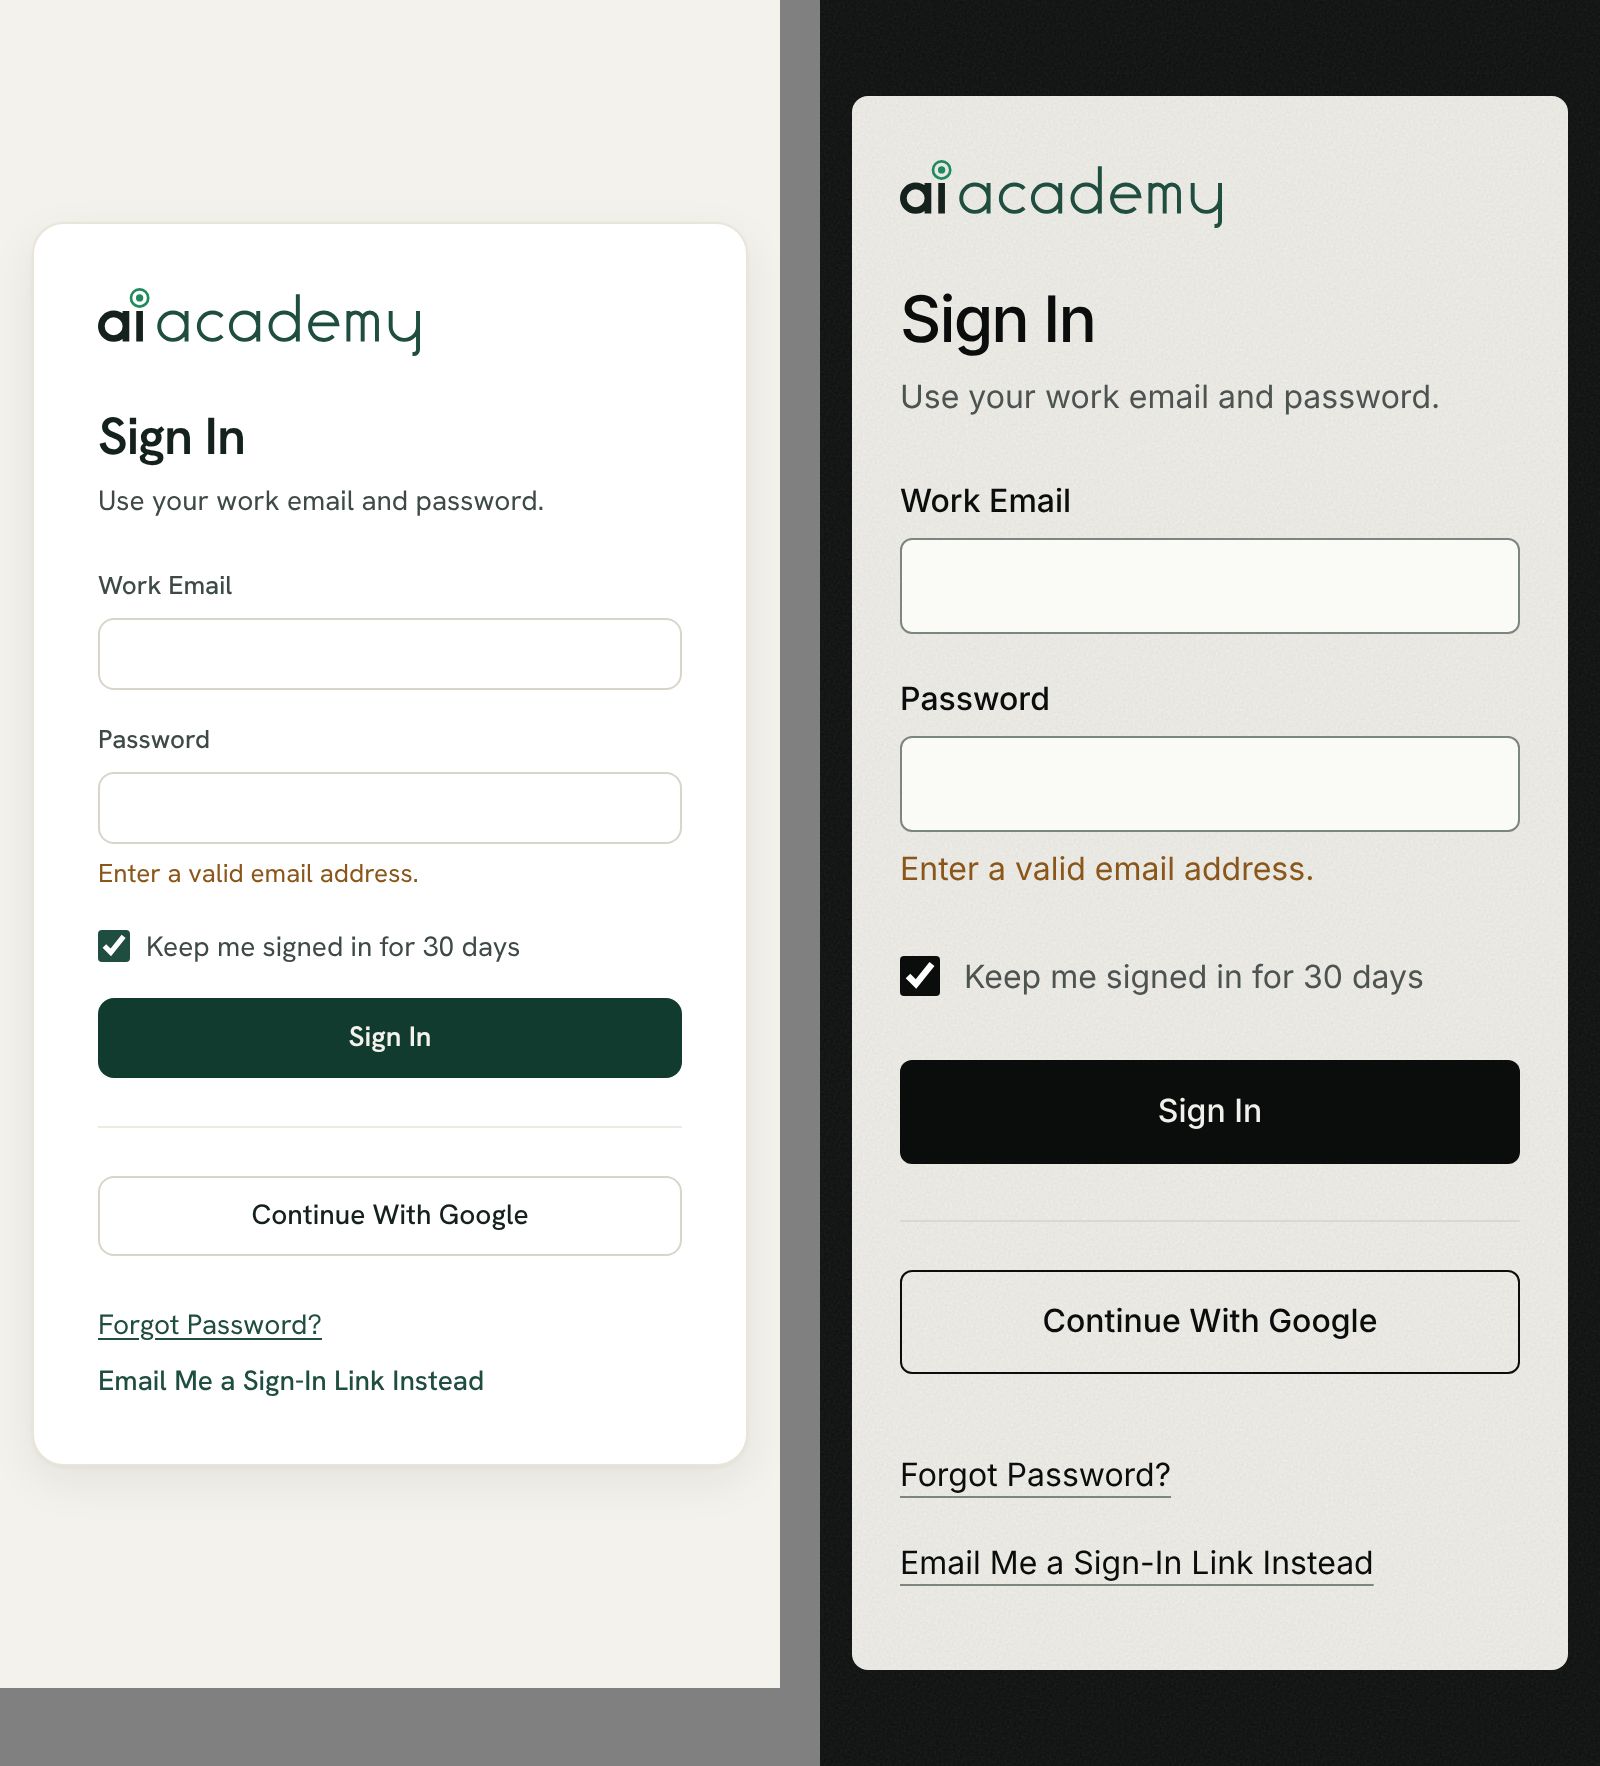 ai academy
Sign In
Use your work email and password.
Work Email
Password
Enter a valid email address.
Keep me signed in for 30 days
Sign In
Continue With Google
Forgot Password?
Email Me a Sign-In Link Instead
ai academy
Sign In
Use your work email and password.
Work Email
Password
Enter a valid email address.
Keep me signed in for 30 days
Sign In
Continue With Google
Forgot Password?
Email Me a Sign-In Link Instead